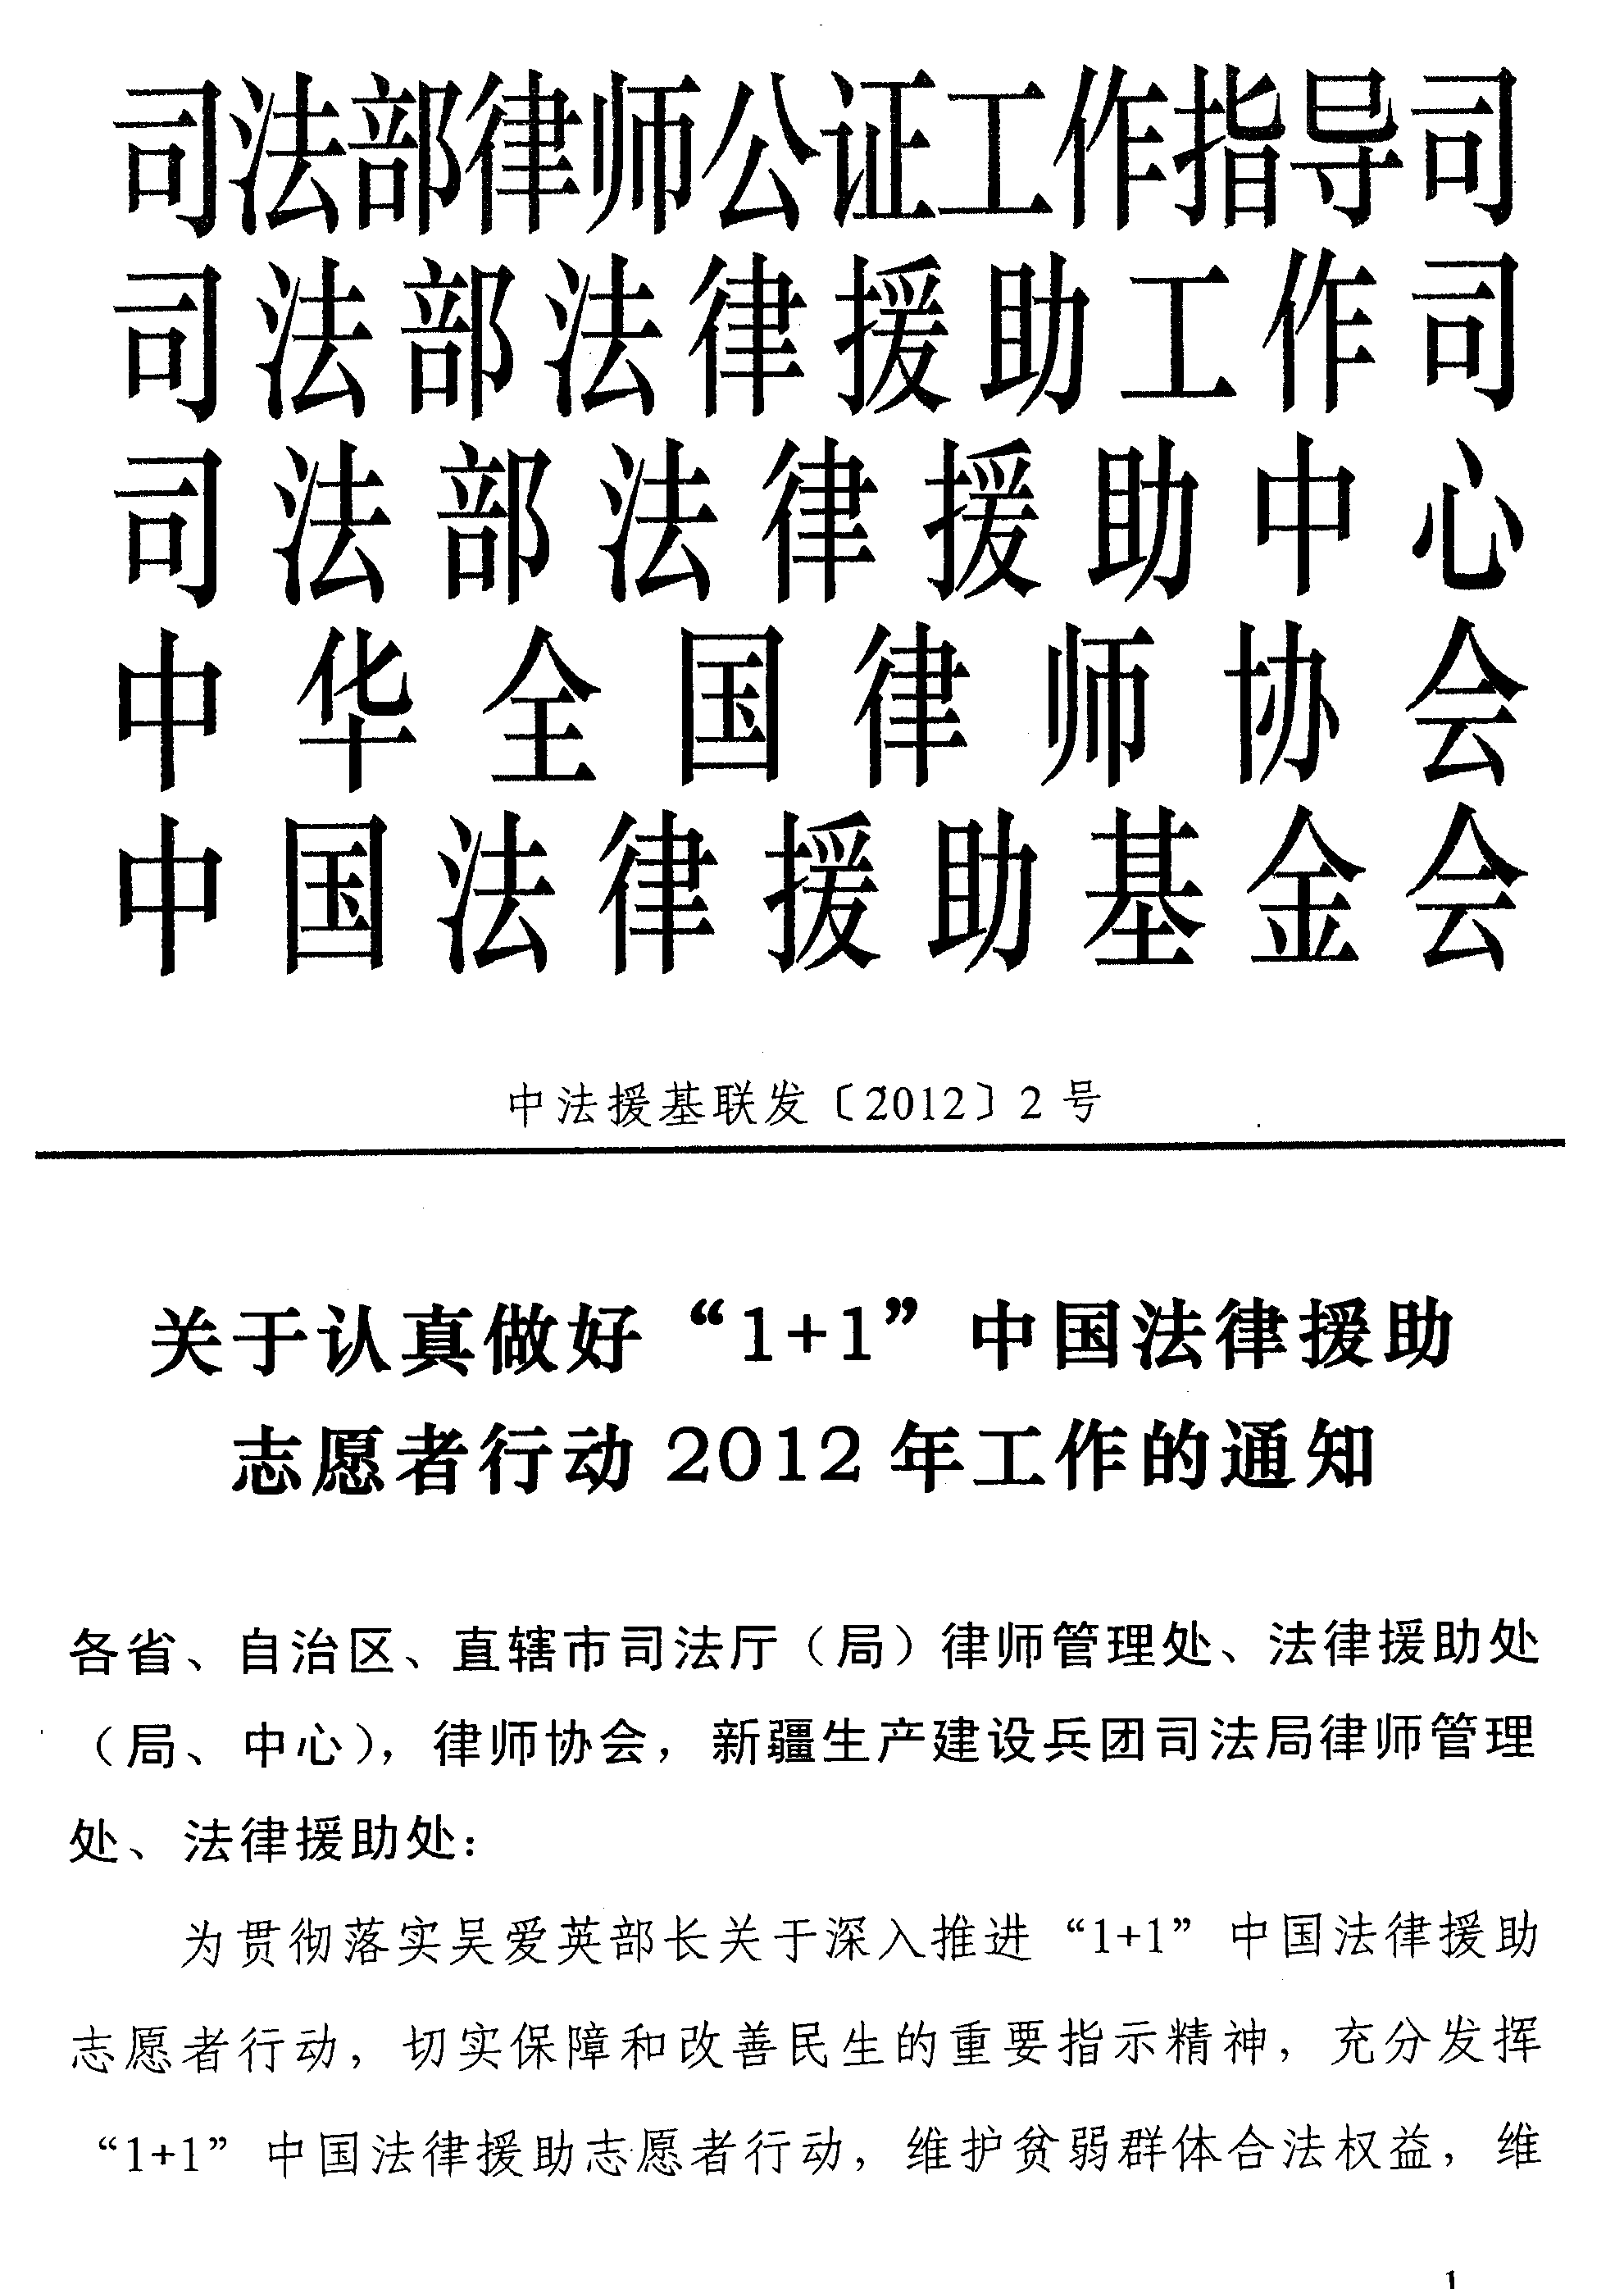 司法部律师公证工作指导司
司法部法律援助工作司
司法部法律援助中心
中华全国律师协会
中国法律援助基金会
中法援基联发〔2012〕2号
关于认真做好“1+1”中国法律援助
志愿者行动2012年工作的通知
各省、自治区、直辖市司法厅（局）律师管理处、法律援助处
（局、中心），律师协会，新疆生产建设兵团司法局律师管理
处、法律援助处：
为贯彻落实吴爱英部长关于深入推进“1+1”中国法律援助
志愿者行动，切实保障和改善民生的重要指示精神，充分发挥
“1+1”中国法律援助志愿者行动，维护贫弱群体合法权益，维
1